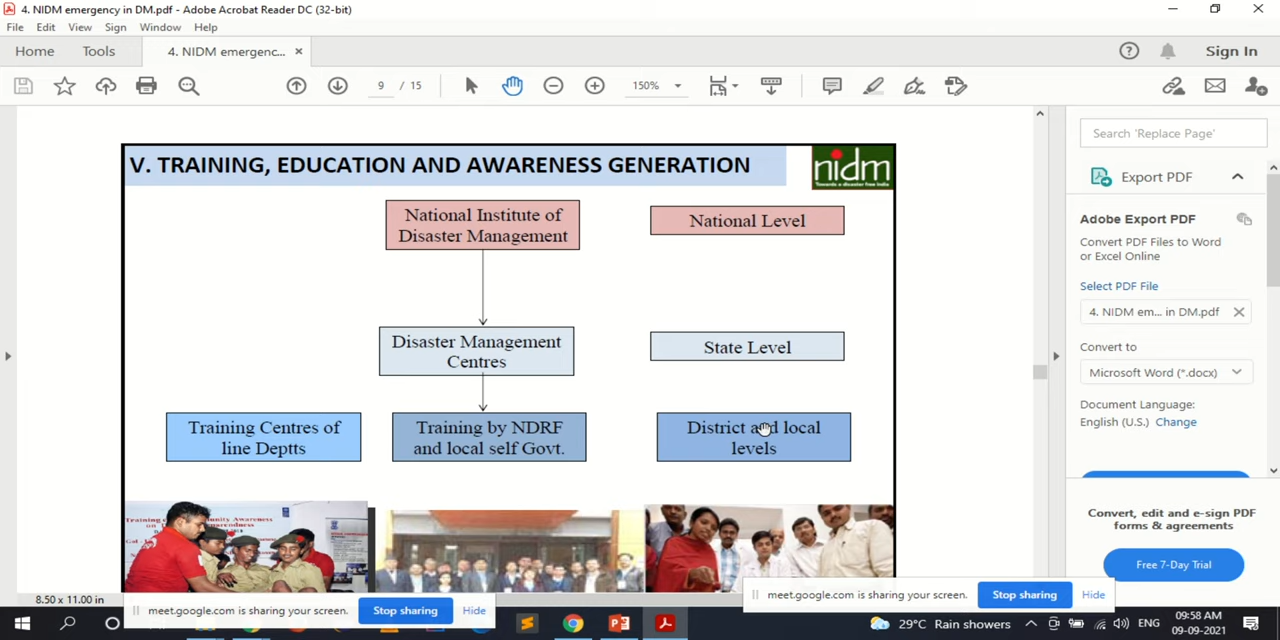 4. NIDM emergency in DM.pdf - Adobe Acrobat Reader DC (32-bit)
File Edit View Sign Window Help
Home Tools 4. NIDM emergenc... × Sign In
9 / 15 150%
Search 'Replace Page'
V. TRAINING, EDUCATION AND AWARENESS GENERATION
nidm
Towards a disaster free India
National Institute of
Disaster Management
National Level
Disaster Management
Centres
State Level
Training Centres of
line Deptts
Training by NDRF
and local self Govt.
District and local
levels
Export PDF
Adobe Export PDF
Convert PDF Files to Word
or Excel Online
Select PDF File
4. NIDM em... in DM.pdf
Convert to
Microsoft Word (*.docx)
Document Language:
English (U.S.) Change
Convert, edit and e-sign PDF
forms & agreements
Free 7-Day Trial
8.50 x 11.00 in
meet.google.com is sharing your screen. Stop sharing Hide
meet.google.com is sharing your screen. Stop sharing Hide
29°C Rain showers ENG
09:58 AM
09-09-2021